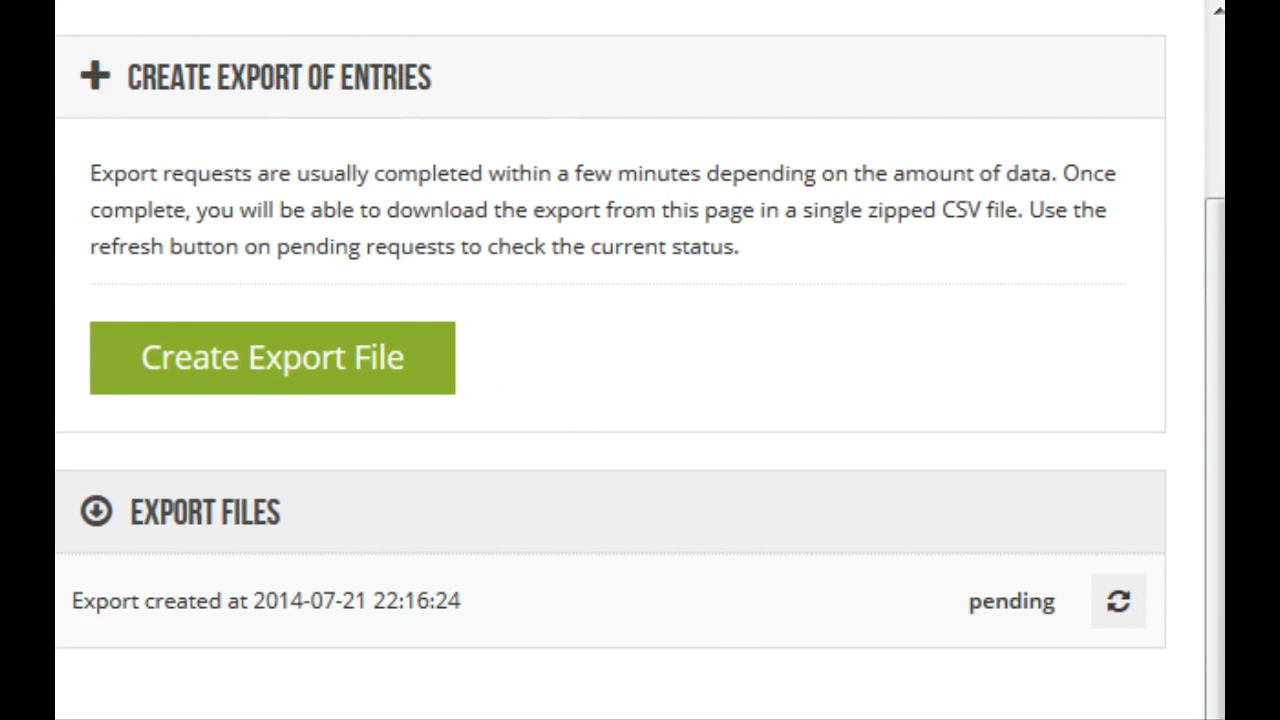 CREATE EXPORT OF ENTRIES
Export requests are usually completed within a few minutes depending on the amount of data. Once
complete, you will be able to download the export from this page in a single zipped CSV file. Use the
refresh button on pending requests to check the current status.
Create Export File
EXPORT FILES
Export created at 2014-07-21 22:16:24 pending